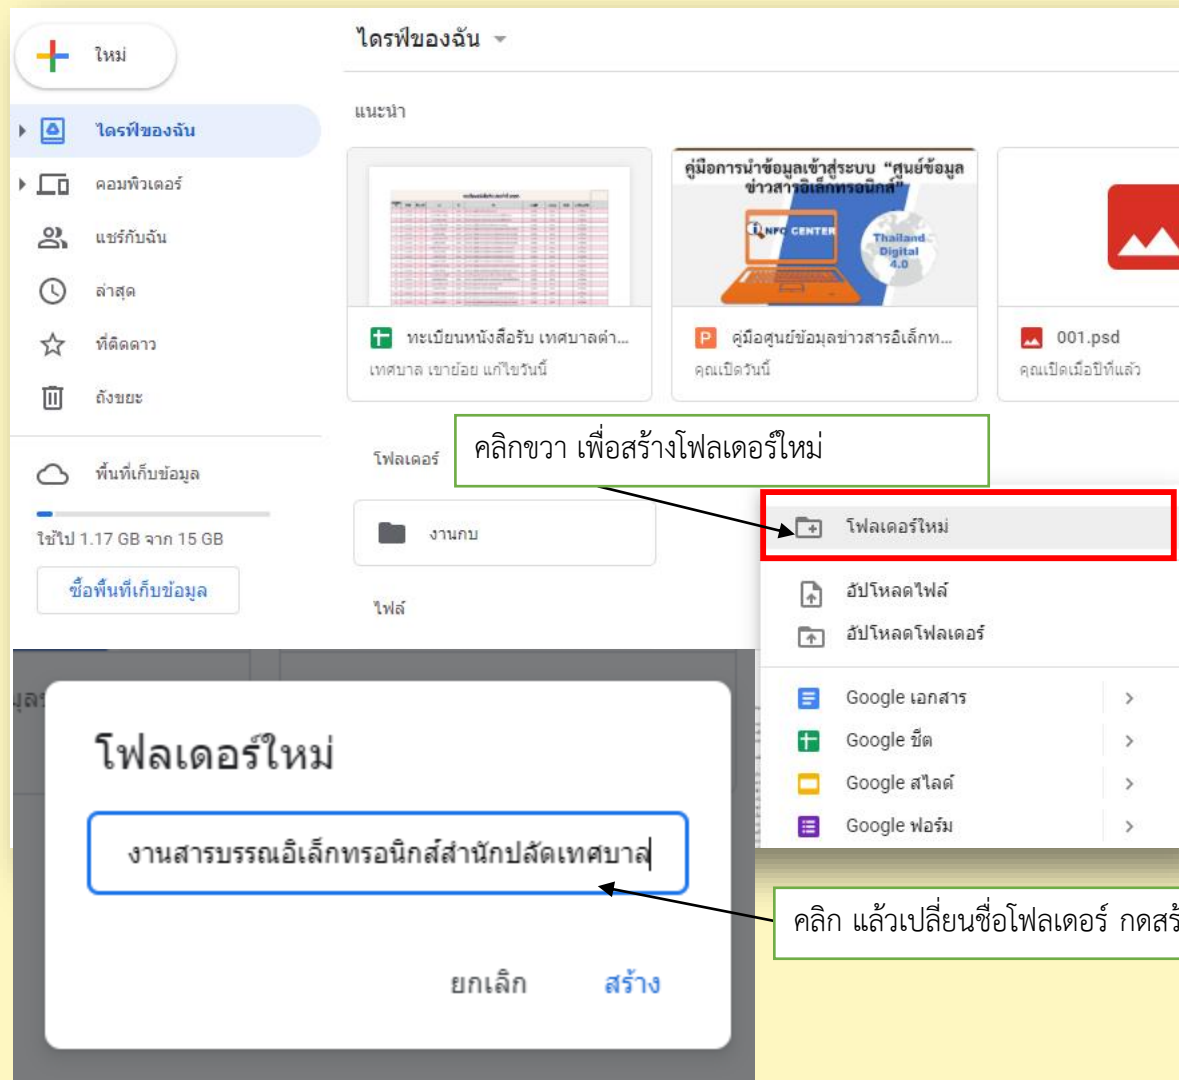 ใหม่
ไดรฟ์ของฉัน
ไดรฟ์ของฉัน
คอมพิวเตอร์
แชร์กับฉัน
ล่าสุด
ที่ติดดาว
ถังขยะ
พื้นที่เก็บข้อมูล
ใช้ไป 1.17 GB จาก 15 GB
ซื้อพื้นที่เก็บข้อมูล
แนะนำ
คู่มือการนำข้อมูลเข้าสู่ระบบ “ศูนย์ข้อมูล
ข่าวสารอิเล็กทรอนิกส์”
INFO CENTER
Thailand
Digital
4.0
ทะเบียนหนังสือรับ เทศบาลตำ...
เทศบาล เขาย้อย แก้ไขวันนี้
P คู่มือศูนย์ข้อมูลข่าวสารอิเล็กท...
คุณเปิดวันนี้
001.psd
คุณเปิดเมื่อปีที่แล้ว
โฟลเดอร์
คลิกขวา เพื่อสร้างโฟลเดอร์ใหม่
งานกบ
ไฟล์
โฟลเดอร์ใหม่
อัปโหลดไฟล์
อัปโหลดโฟลเดอร์
Google เอกสาร
Google ชีต
Google สไลด์
Google ฟอร์ม
โฟลเดอร์ใหม่
งานสารบรรณอิเล็กทรอนิกส์สำนักปลัดเทศบาล
ยกเลิก
สร้าง
คลิก แล้วเปลี่ยนชื่อโฟลเดอร์ กดสร้